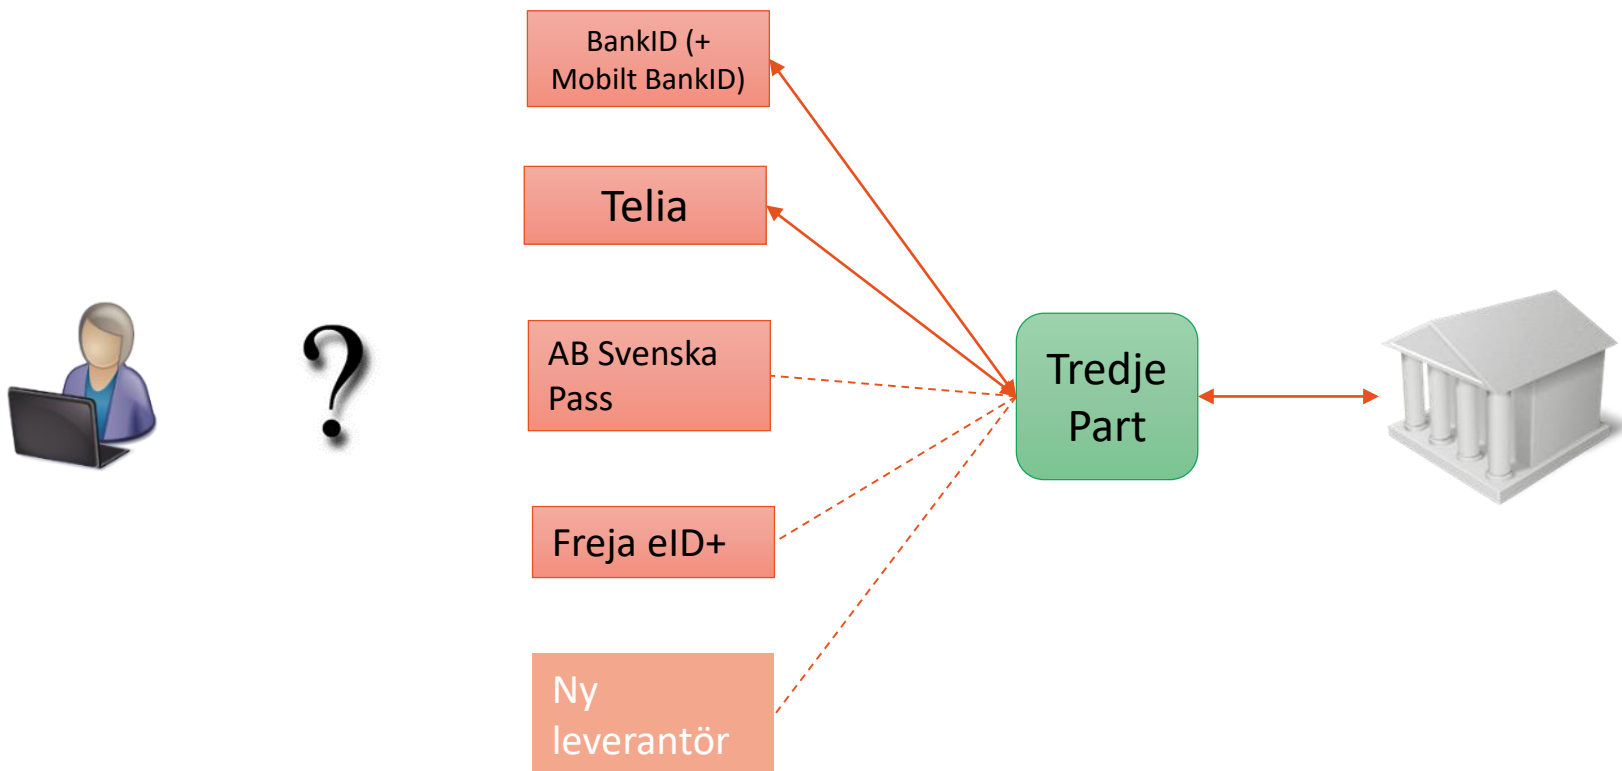 BankID (+
Mobilt BankID)
Telia
AB Svenska
Pass
Freja eID+
Ny
leverantör
?
Tredje
Part